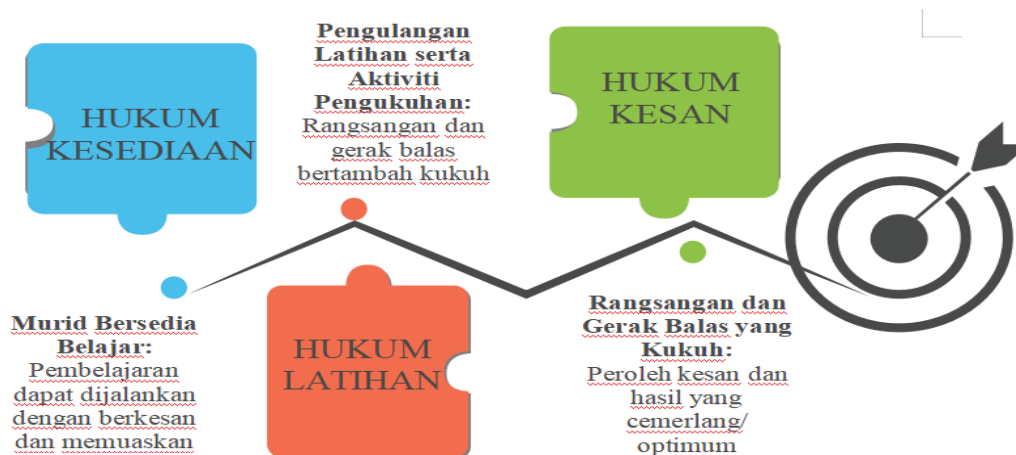 HUKUM
KESEDIAAN
Murid Bersedia
Belajar:
Pembelajaran
dapat dijalankan
dengan berkesan
dan memuaskan
Pengulangan
Latihan serta
Aktiviti
Pengukuhan:
Rangsangan dan
gerak balas
bertambah kukuh
HUKUM
LATIHAN
HUKUM
KESAN
Rangsangan dan
Gerak Balas yang
Kukuh:
Peroleh kesan dan
hasil yang
cemerlang/
optimum